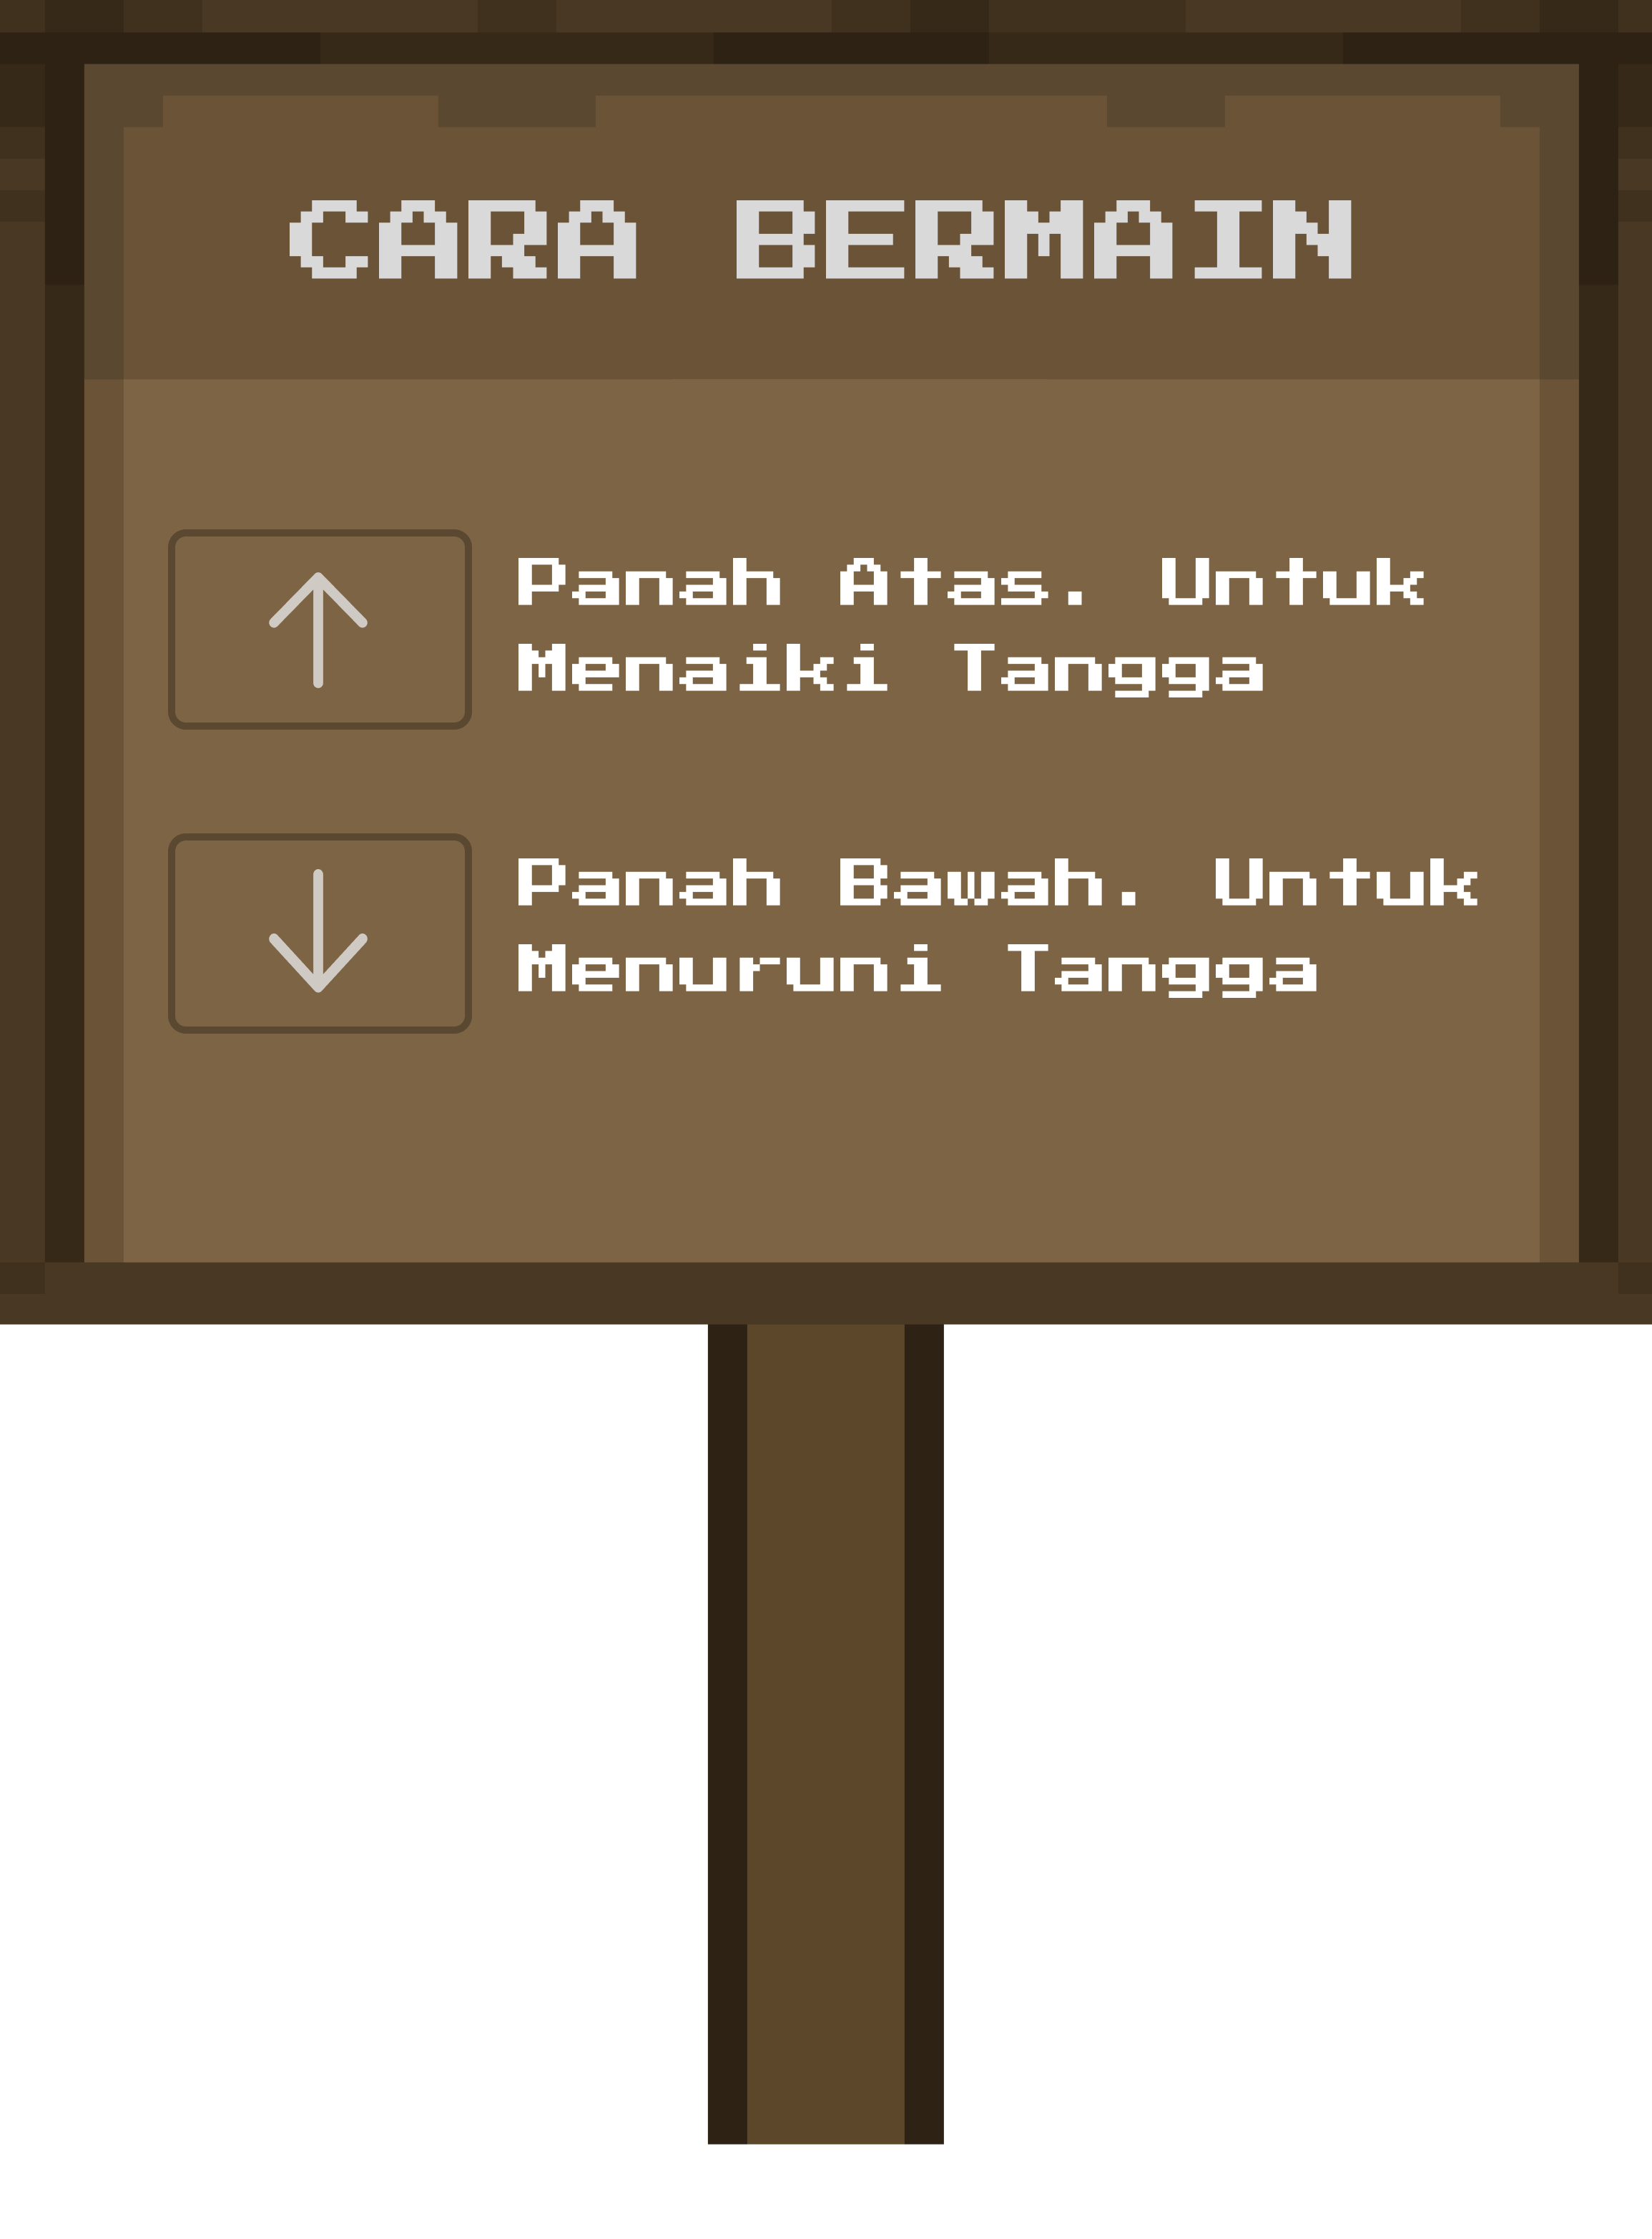 CARA BERMAIN
Panah Atas. Untuk
Menaiki Tangga
Panah Bawah. Untuk
Menuruni Tangga